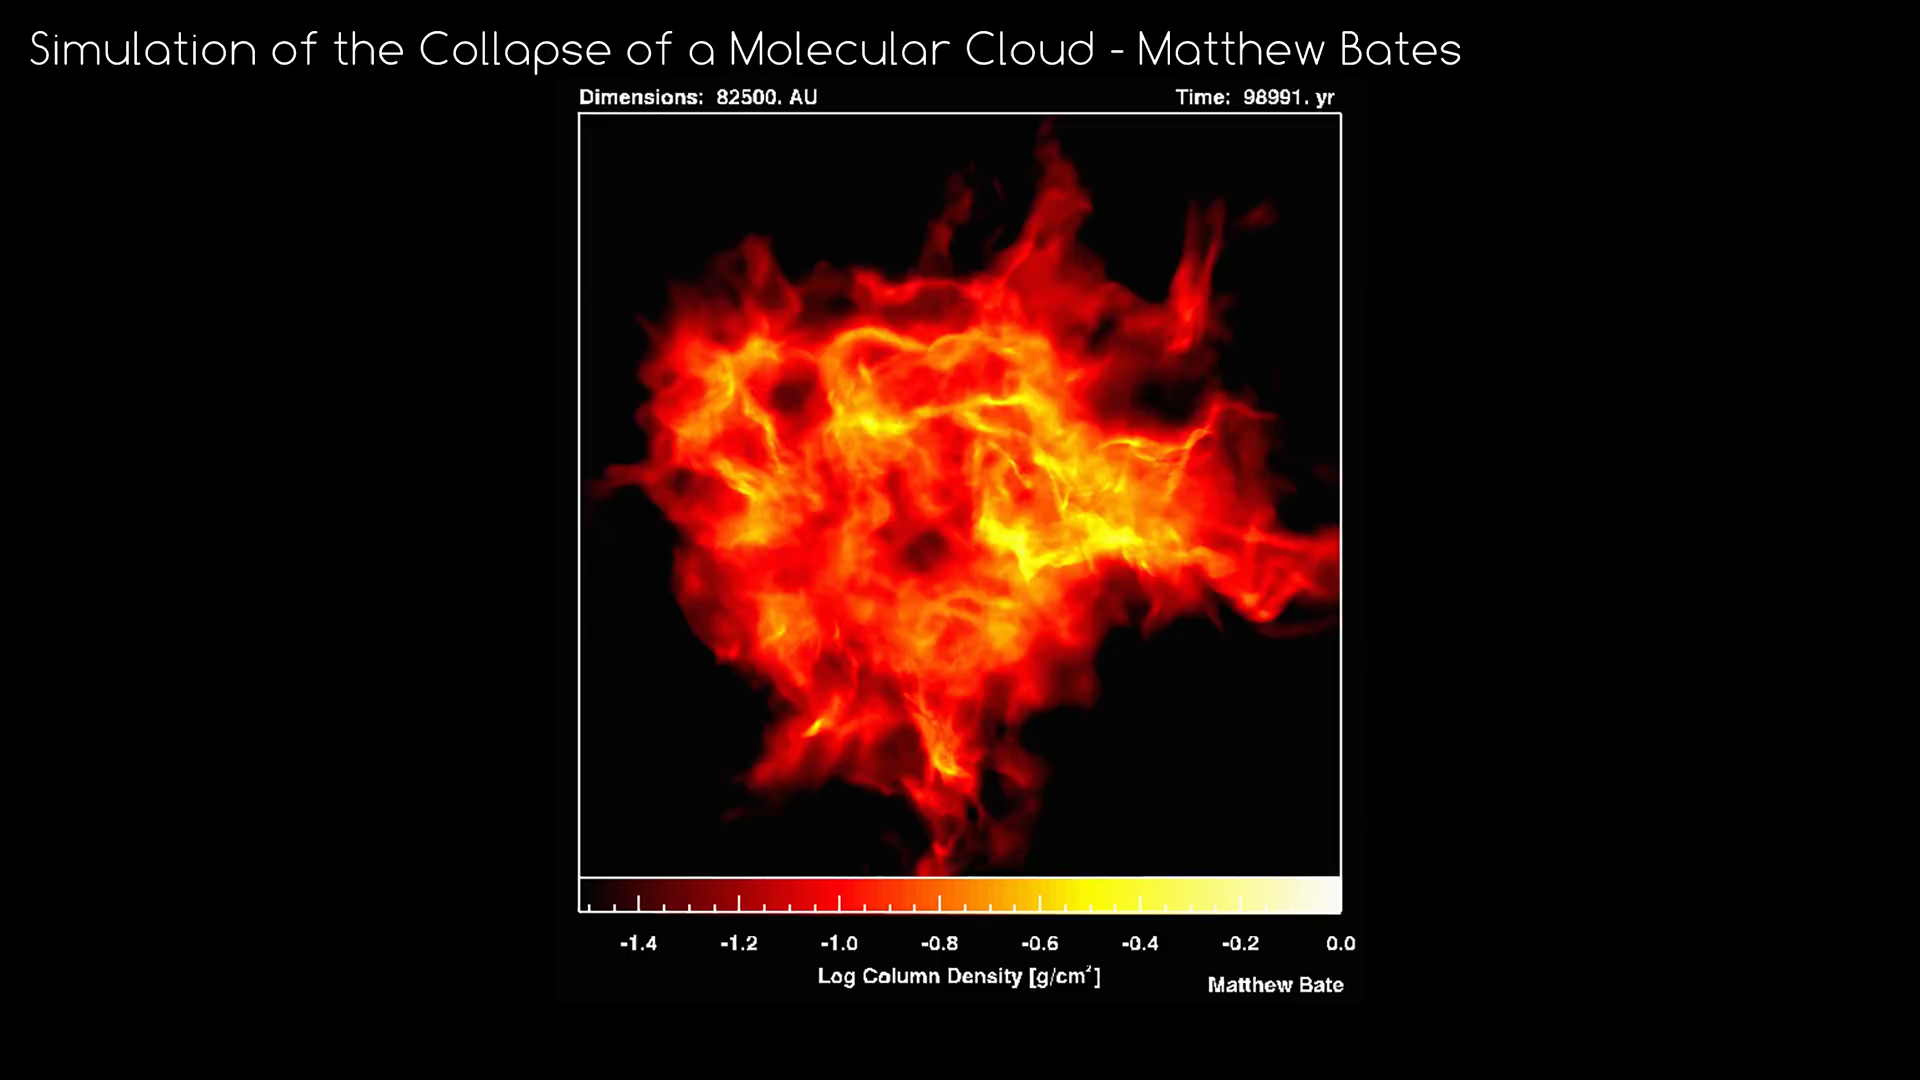 Simulation of the Collapse of a Molecular Cloud - Matthew Bates
Dimensions: 82500. AU Time: 98991. yr
-1.4 -1.2 -1.0 -0.8 -0.6 -0.4 -0.2 0.0
Log Column Density [g/cm²]
Matthew Bate